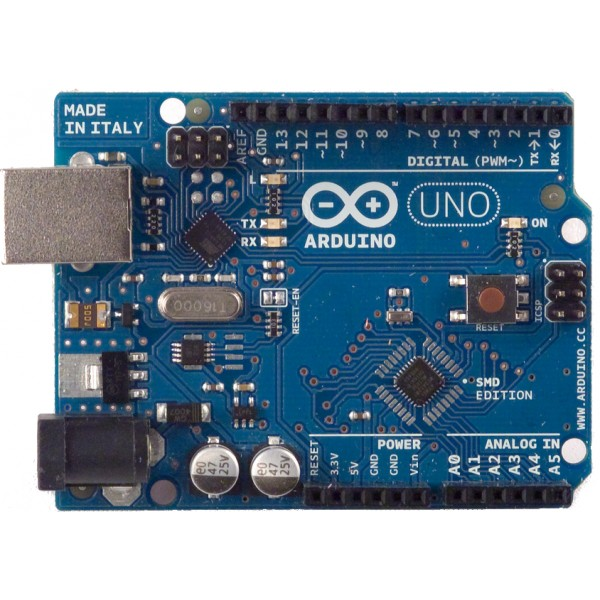 MADE
IN ITALY
AREF
GND
13
12
~11
~10
~9
8
7
~6
~5
~4
~3
2
TX→1
RX←0
DIGITAL (PWM~)
L
TX
RX
ARDUINO
™
UNO
ON
T16000
RESET-EN
RESET
ICSP
WWW.ARDUINO.CC
SMD
EDITION
47
25V
47
25V
POWER
ANALOG IN
RESET
3.3V
5V
GND
GND
Vin
A0
A1
A2
A3
A4
A5